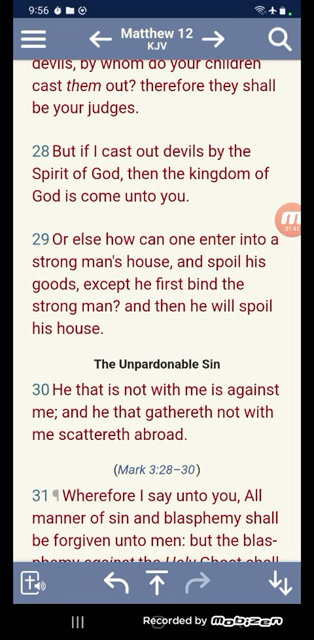 9:56
Matthew 12
KJV
devils, by whom do your children
cast them out? therefore they shall
be your judges.
28 But if I cast out devils by the
Spirit of God, then the kingdom of
God is come unto you.
29 Or else how can one enter into a
strong man's house, and spoil his
goods, except he first bind the
strong man? and then he will spoil
his house.
The Unpardonable Sin
30 He that is not with me is against
me; and he that gathereth not with
me scattereth abroad.
(Mark 3:28–30)
31 ¶ Wherefore I say unto you, All
manner of sin and blasphemy shall
be forgiven unto men: but the blas-
phemy against the Holy Ghost shall
Recorded by mobizen